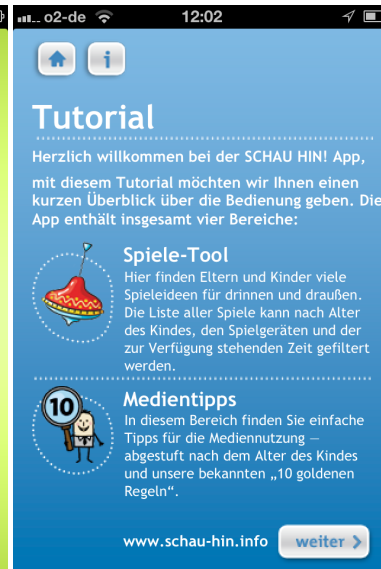 o2-de 12:02
i
Tutorial
Herzlich willkommen bei der SCHAU HIN! App,
mit diesem Tutorial möchten wir Ihnen einen
kurzen Überblick über die Bedienung geben. Die
App enthält insgesamt vier Bereiche:
Spiele-Tool
Hier finden Eltern und Kinder viele
Spieleideen für drinnen und draußen.
Die Liste aller Spiele kann nach Alter
des Kindes, den Spielgeräten und der
zur Verfügung stehenden Zeit gefiltert
werden.
10
Medientipps
In diesem Bereich finden Sie einfache
Tipps für die Mediennutzung —
abgestuft nach dem Alter des Kindes
und unsere bekannten „10 goldenen
Regeln“.
www.schau-hin.info weiter